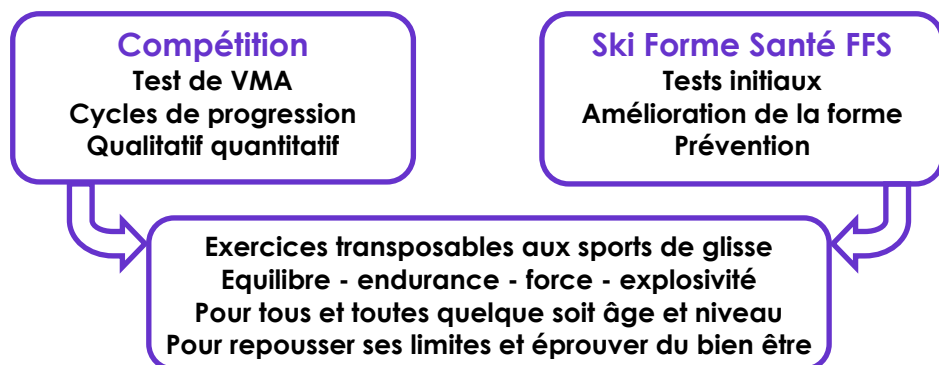 Compétition
Test de VMA
Cycles de progression
Qualitatif quantitatif
Ski Forme Santé FFS
Tests initiaux
Amélioration de la forme
Prévention
Exercices transposables aux sports de glisse
Equilibre - endurance - force - explosivité
Pour tous et toutes quelque soit âge et niveau
Pour repousser ses limites et éprouver du bien être